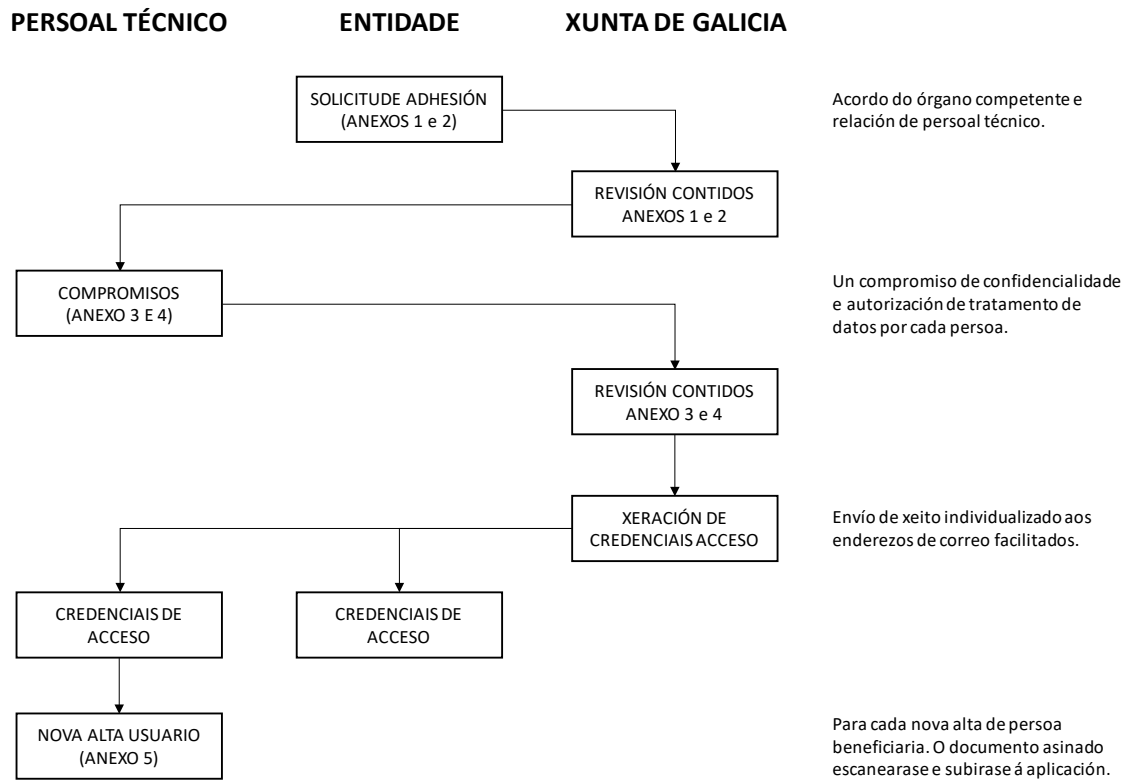 PERSOAL TÉCNICO
ENTIDADE
XUNTA DE GALICIA
SOLICITUDE ADHESIÓN
(ANEXOS 1 e 2)
Acordo do órgano competente e
relación de persoal técnico.
REVISIÓN CONTIDOS
ANEXOS 1 e 2
COMPROMISOS
(ANEXO 3 E 4)
Un compromiso de confidencialidade
e autorización de tratamento de
datos por cada persoa.
REVISIÓN CONTIDOS
ANEXO 3 e 4
XERACIÓN DE
CREDENCIAIS ACCESO
Envío de xeito individualizado aos
enderezos de correo facilitados.
CREDENCIAIS DE
ACCESO
CREDENCIAIS DE
ACCESO
NOVA ALTA USUARIO
(ANEXO 5)
Para cada nova alta de persoa
beneficiaria. O documento asinado
escanearase e subirase á aplicación.